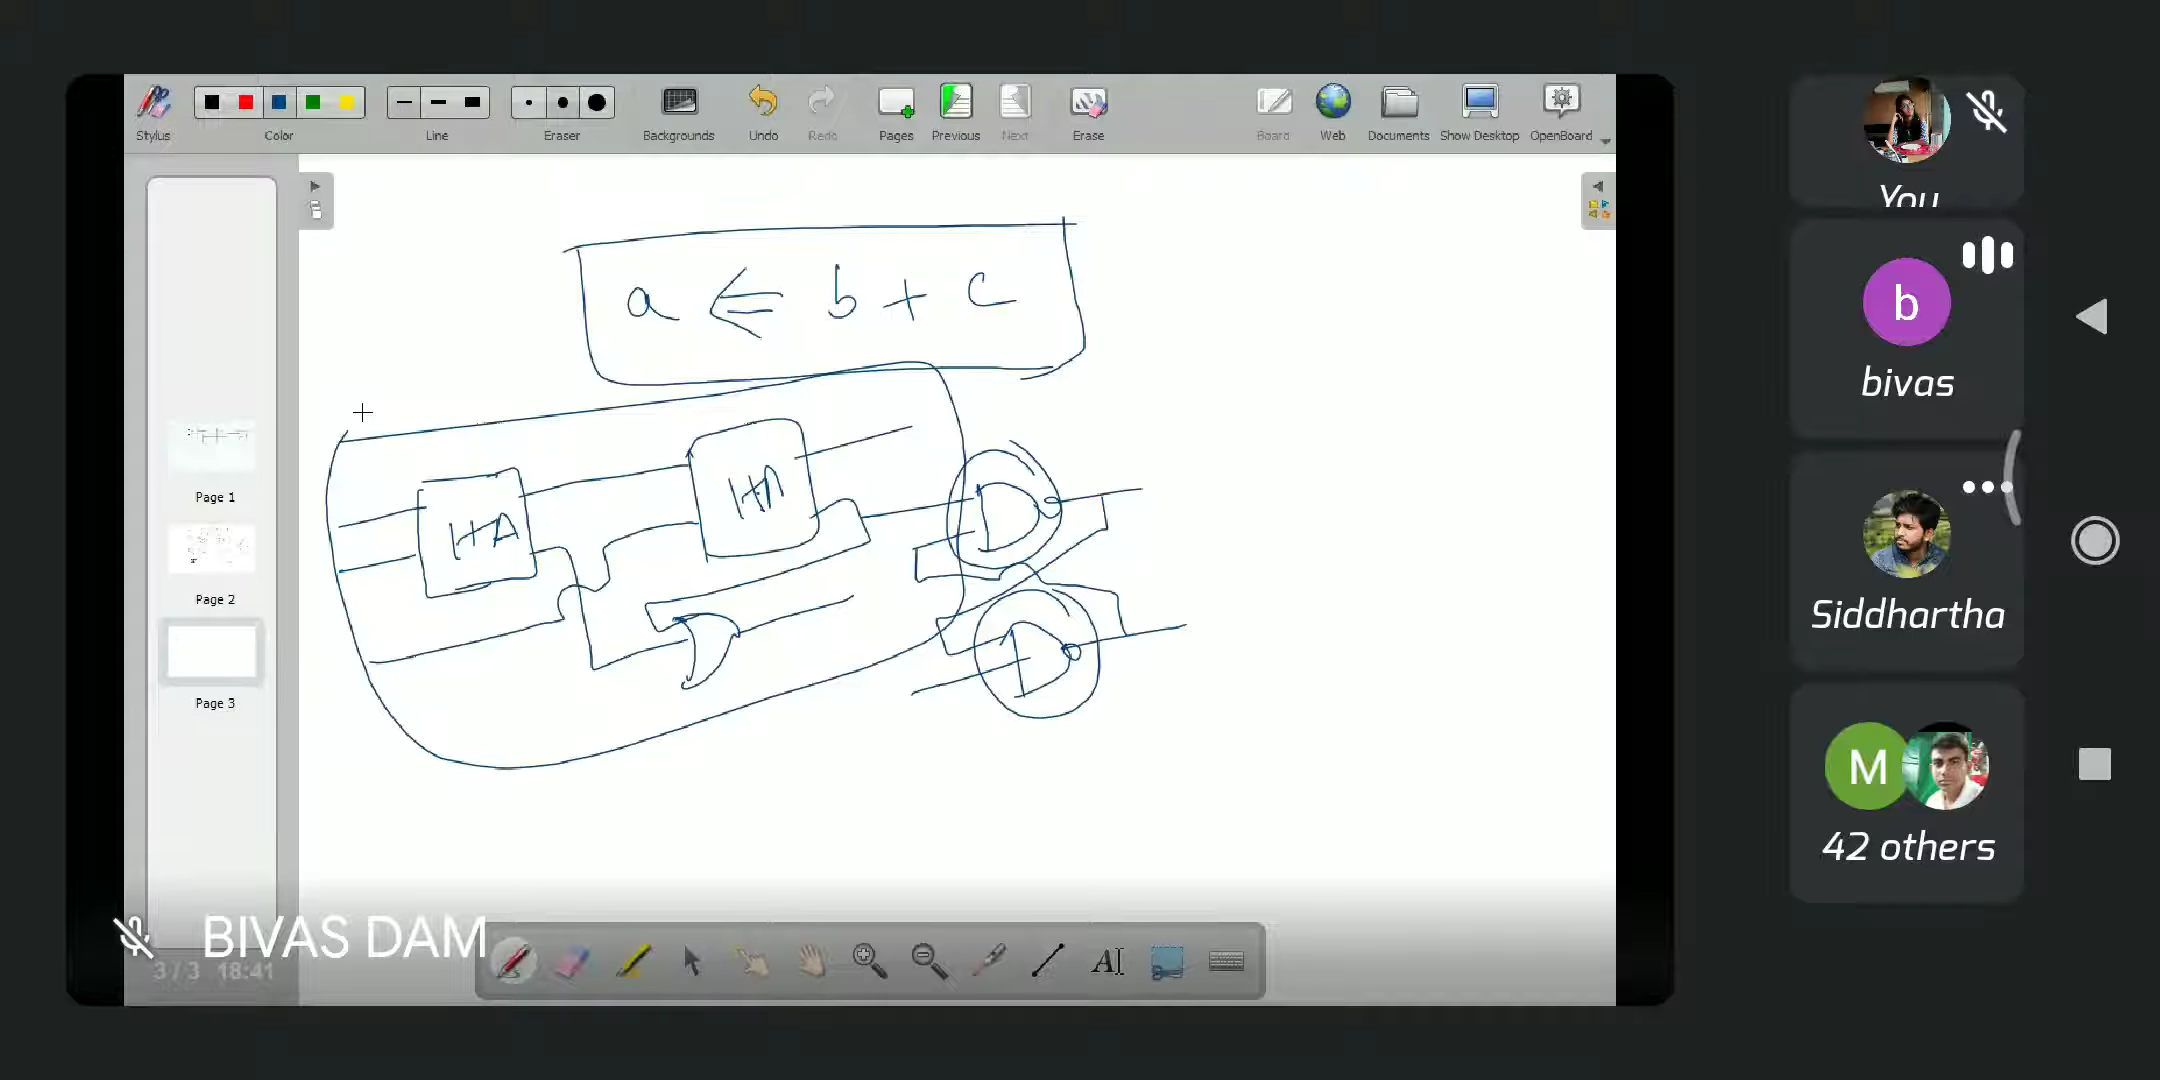 Stylus
Color
Line
Eraser
Backgrounds
Undo
Redo
Pages
Previous
Next
Erase
Board
Web
Documents
Show Desktop
OpenBoard
a ⇐ b + c
HA
HA
Page 1
Page 2
Page 3
BIVAS DAM
3 / 3 18:41
AI
You
b
bivas
Siddhartha
M
42 others